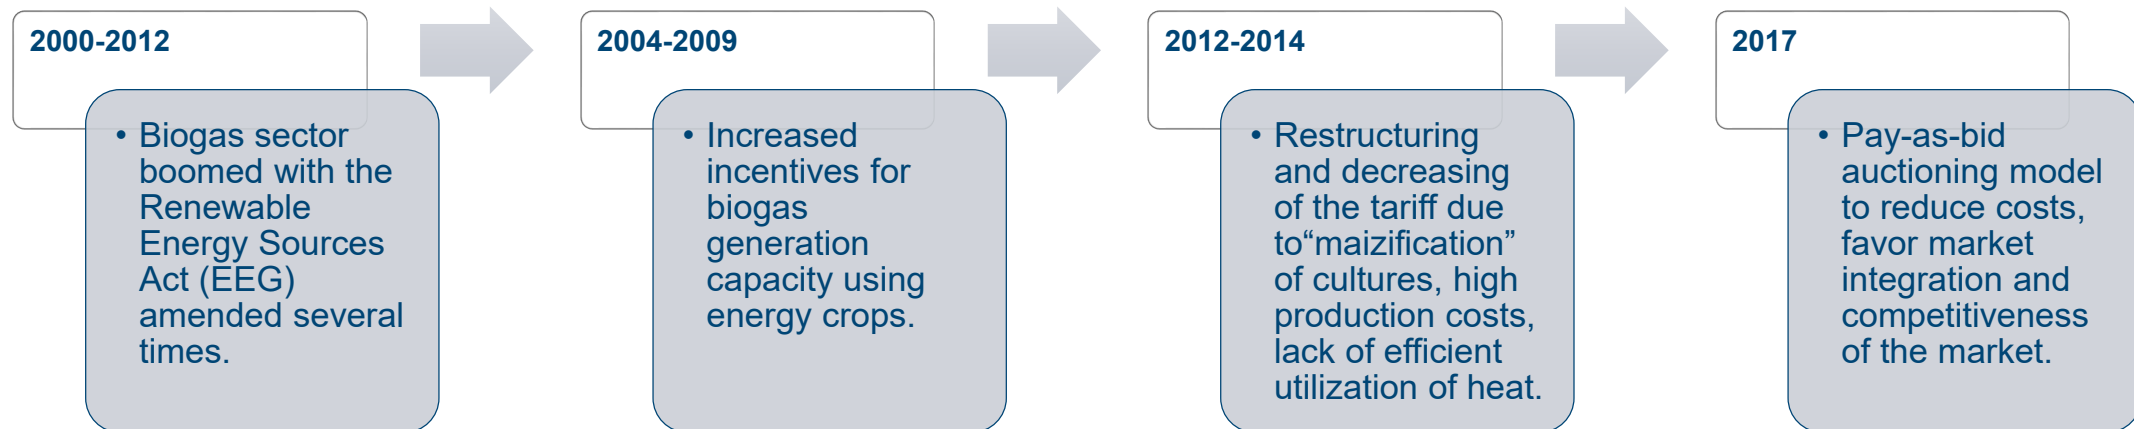 2000-2012
• Biogas sector
boomed with the
Renewable
Energy Sources
Act (EEG)
amended several
times.
2004-2009
• Increased
incentives for
biogas
generation
capacity using
energy crops.
2012-2014
• Restructuring
and decreasing
of the tariff due
to“maizification”
of cultures, high
production costs,
lack of efficient
utilization of heat.
2017
• Pay-as-bid
auctioning model
to reduce costs,
favor market
integration and
competitiveness
of the market.